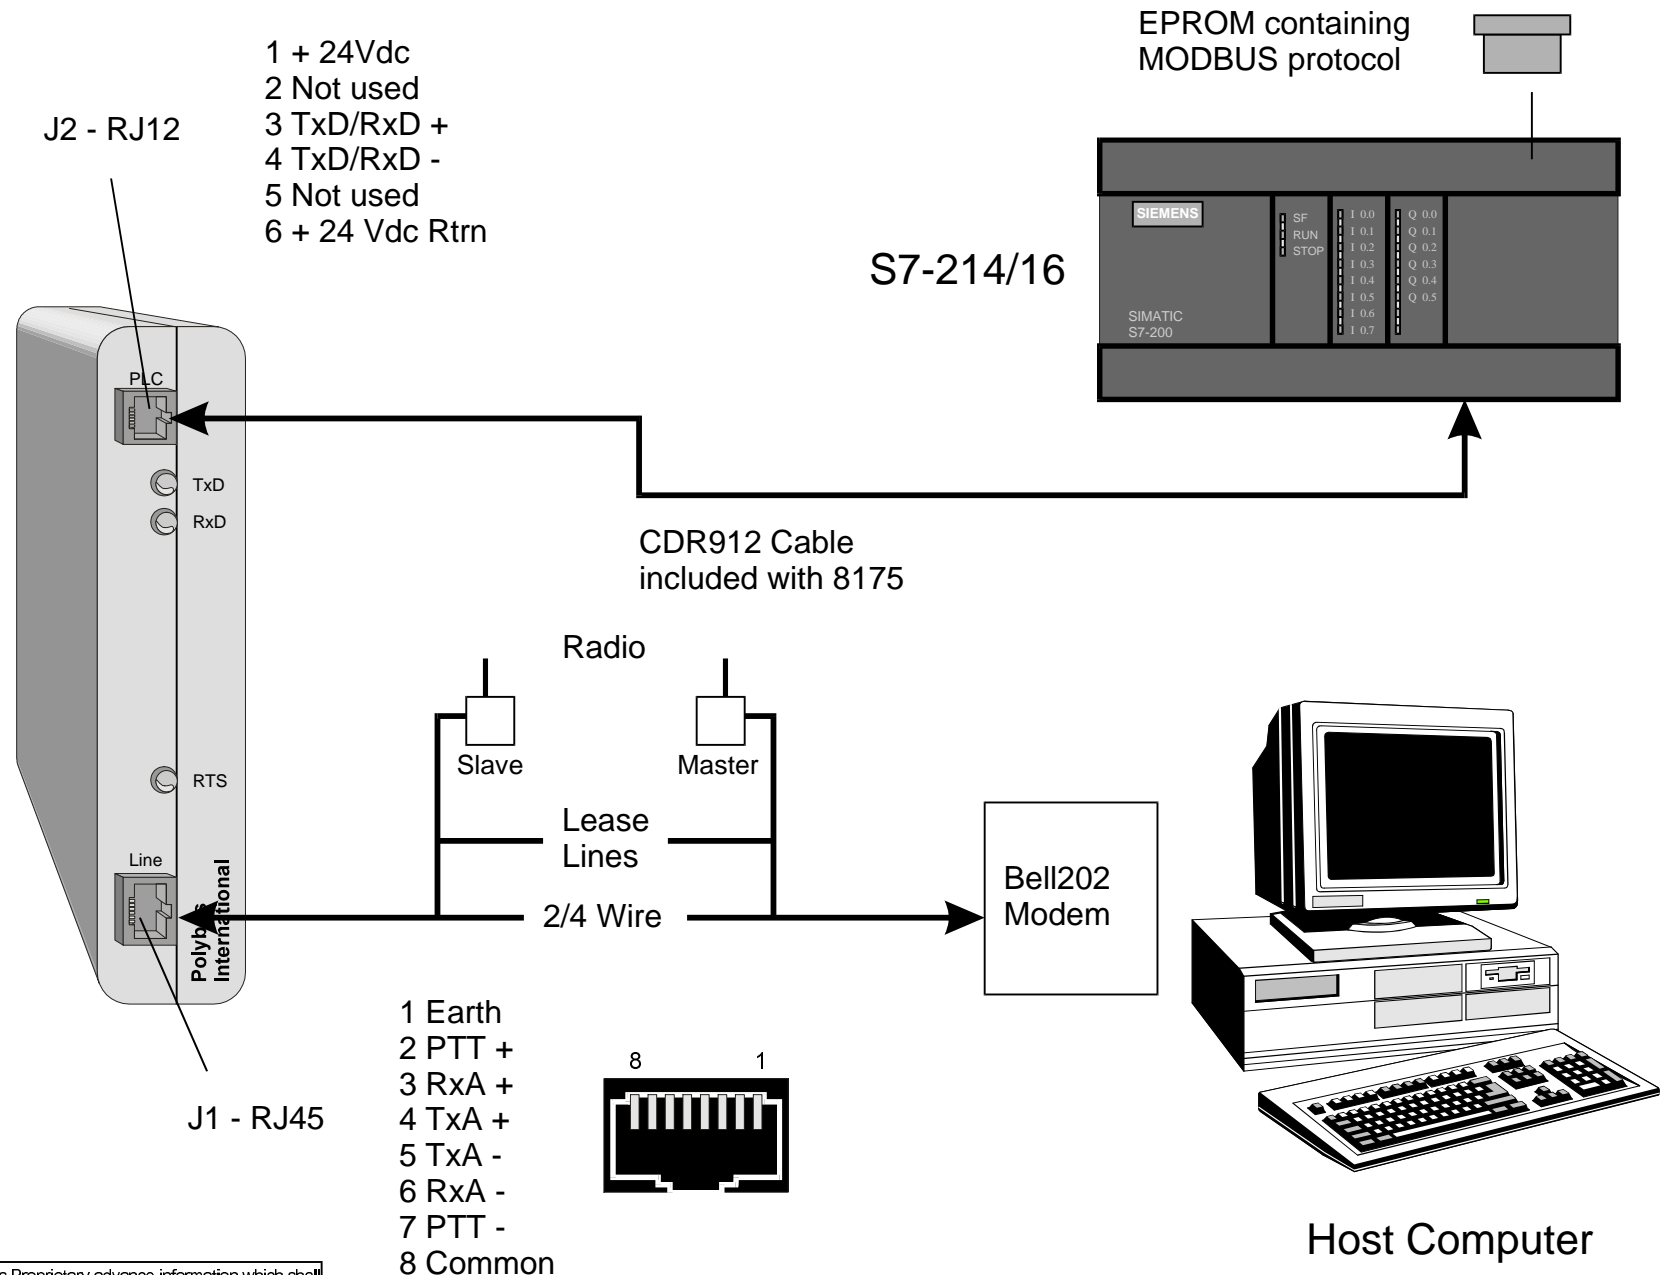 EPROM containing
MODBUS protocol
1 + 24Vdc
2 Not used
3 TxD/RxD +
4 TxD/RxD -
5 Not used
6 + 24 Vdc Rtrn
J2 - RJ12
S7-214/16
SIEMENS
SIMATIC
S7-200
SF
RUN
STOP
I 0.0
I 0.1
I 0.2
I 0.3
I 0.4
I 0.5
I 0.6
I 0.7
Q 0.0
Q 0.1
Q 0.2
Q 0.3
Q 0.4
Q 0.5
PLC
TxD
RxD
RTS
Line
International
CDR912 Cable
included with 8175
Radio
Slave
Master
Lease
Lines
2/4 Wire
Bell202
Modem
J1 - RJ45
1 Earth
2 PTT +
3 RxA +
4 TxA +
5 TxA -
6 RxA -
7 PTT -
8 Common
8 1
Host Computer
Proprietary advance information which shall